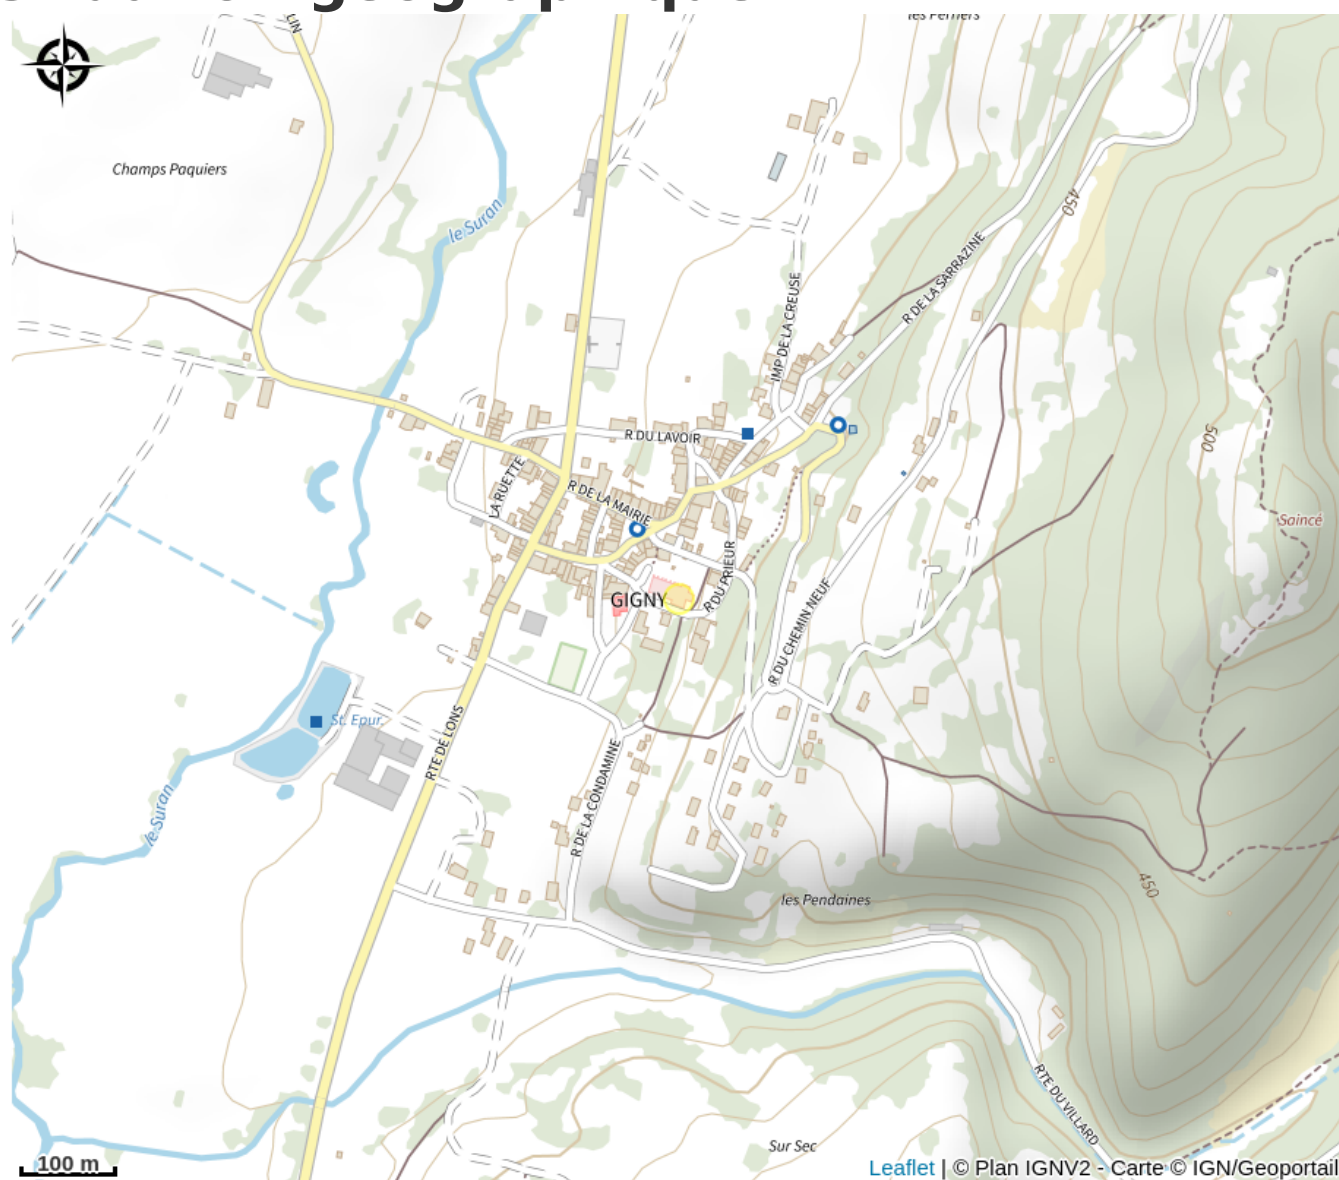 les Perriers
LIN
Champs Paquiers
le Suran
450
R DE LA SARRAZINE
IMP DE LA CREUSE
R DU LAVOIR
500
LA RUETTE
R DE LA MAIRIE
Saincé
R DU PRIEUR
GIGNY
R DU CHEMIN NEUF
St. Epur.
RTE DE LONS
R DE LA CONDAMINE
le Suran
450
les Pendaines
RTE DU VILLARD
Sur Sec
100 m
Leaflet | © Plan IGNV2 - Carte © IGN/Geoportail